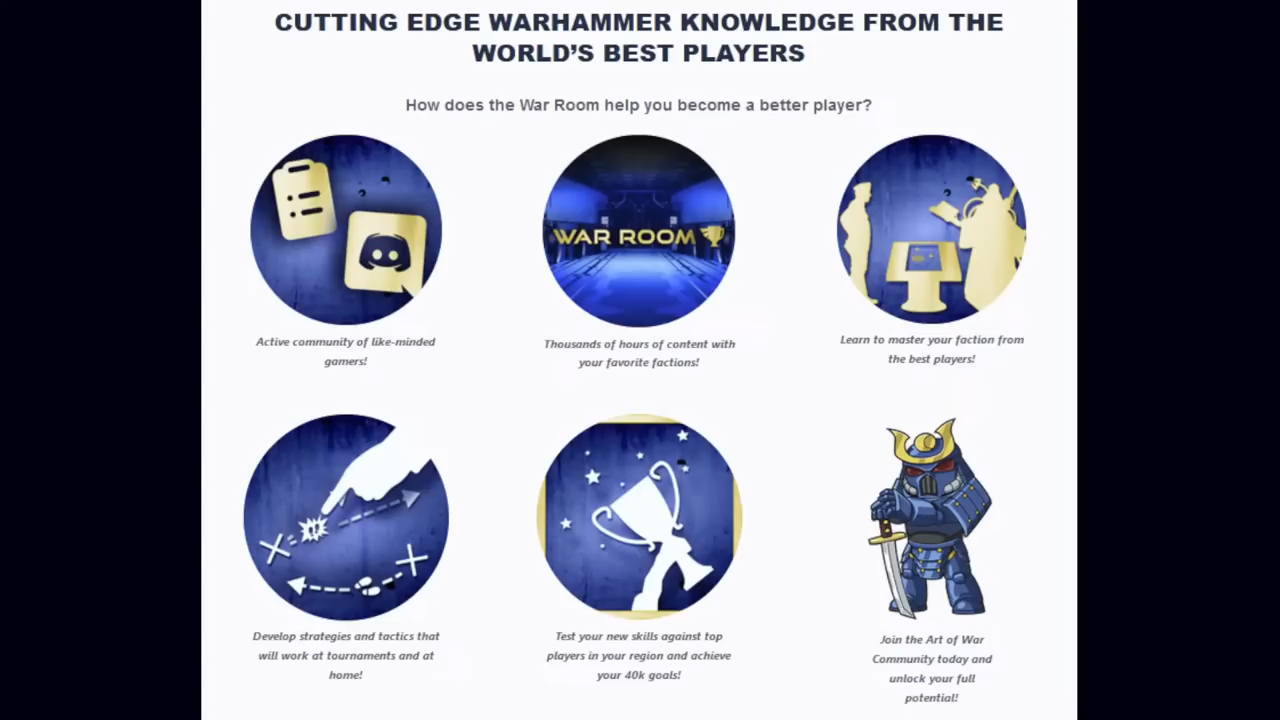 CUTTING EDGE WARHAMMER KNOWLEDGE FROM THE
WORLD'S BEST PLAYERS
How does the War Room help you become a better player?
WAR ROOM
Active community of like-minded
gamers!
Thousands of hours of content with
your favorite factions!
Learn to master your faction from
the best players!
Develop strategies and tactics that
will work at tournaments and at
home!
Test your new skills against top
players in your region and achieve
your 40k goals!
Join the Art of War
Community today and
unlock your full
potential!